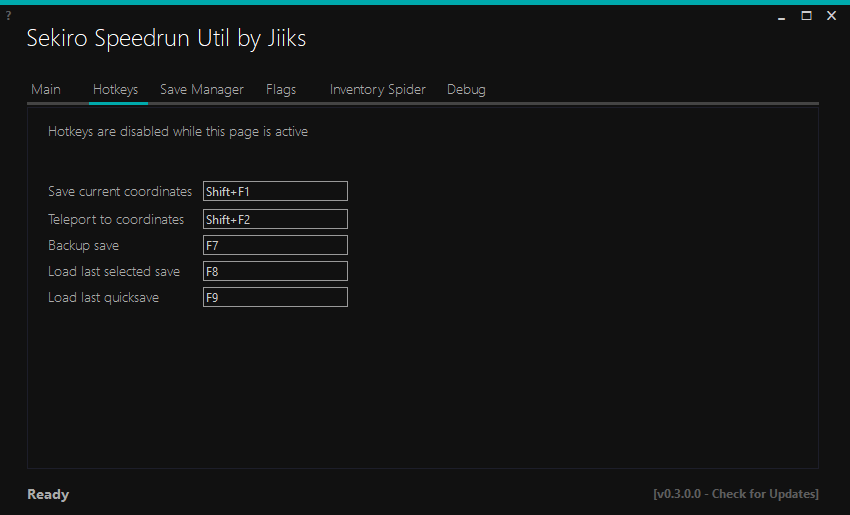 ?
Sekiro Speedrun Util by Jiiks
Main Hotkeys Save Manager Flags Inventory Spider Debug
Hotkeys are disabled while this page is active
Save current coordinates Shift+F1
Teleport to coordinates Shift+F2
Backup save F7
Load last selected save F8
Load last quicksave F9
Ready [v0.3.0.0 - Check for Updates]